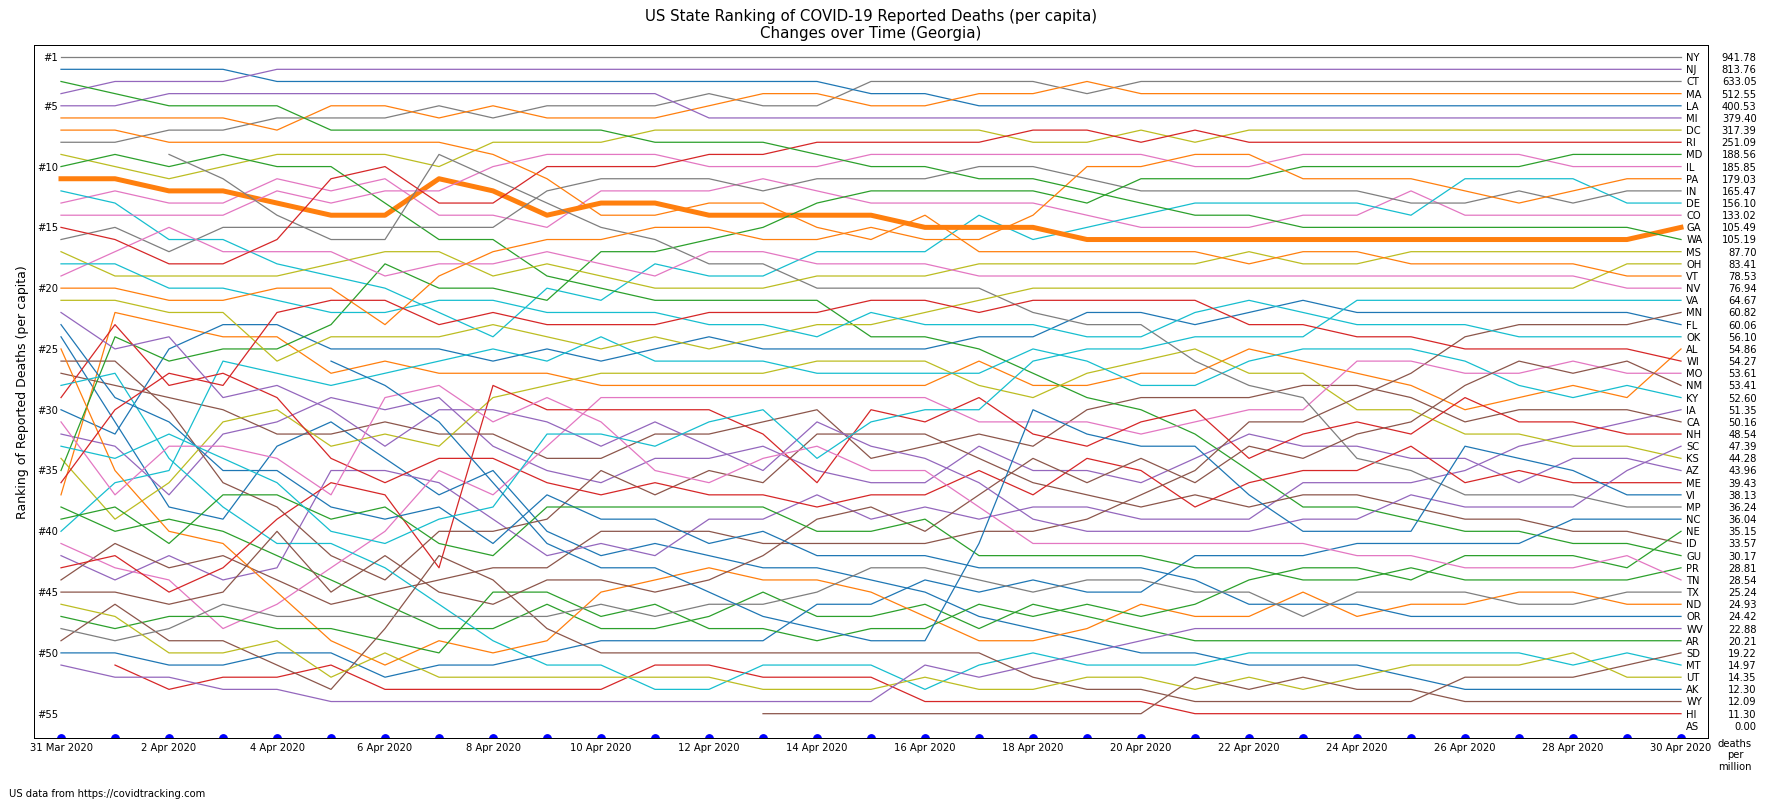 US State Ranking of COVID-19 Reported Deaths (per capita)
Changes over Time (Georgia)
Ranking of Reported Deaths (per capita)
#1
#5
#10
#15
#20
#25
#30
#35
#40
#45
#50
#55
NY 941.78
NJ 813.76
CT 633.05
MA 512.55
LA 400.53
MI 379.40
DC 317.39
RI 251.09
MD 188.56
IL 185.85
PA 179.03
IN 165.47
DE 156.10
CO 133.02
GA 105.49
WA 105.19
MS 87.70
OH 83.41
VT 78.53
NV 76.94
VA 64.67
MN 60.82
FL 60.06
OK 56.10
AL 54.86
WI 54.27
MO 53.61
NM 53.41
KY 52.60
IA 51.35
CA 50.16
NH 48.54
SC 47.39
KS 44.28
AZ 43.96
ME 39.43
VI 38.13
MP 36.24
NC 36.04
NE 35.15
ID 33.57
GU 30.17
PR 28.81
TN 28.54
TX 25.24
ND 24.93
OR 24.42
WV 22.88
AR 20.21
SD 19.22
MT 14.97
UT 14.35
AK 12.30
WY 12.09
HI 11.30
AS 0.00
31 Mar 2020 2 Apr 2020 4 Apr 2020 6 Apr 2020 8 Apr 2020 10 Apr 2020 12 Apr 2020 14 Apr 2020 16 Apr 2020 18 Apr 2020 20 Apr 2020 22 Apr 2020 24 Apr 2020 26 Apr 2020 28 Apr 2020 30 Apr 2020
deaths
per
million
US data from https://covidtracking.com